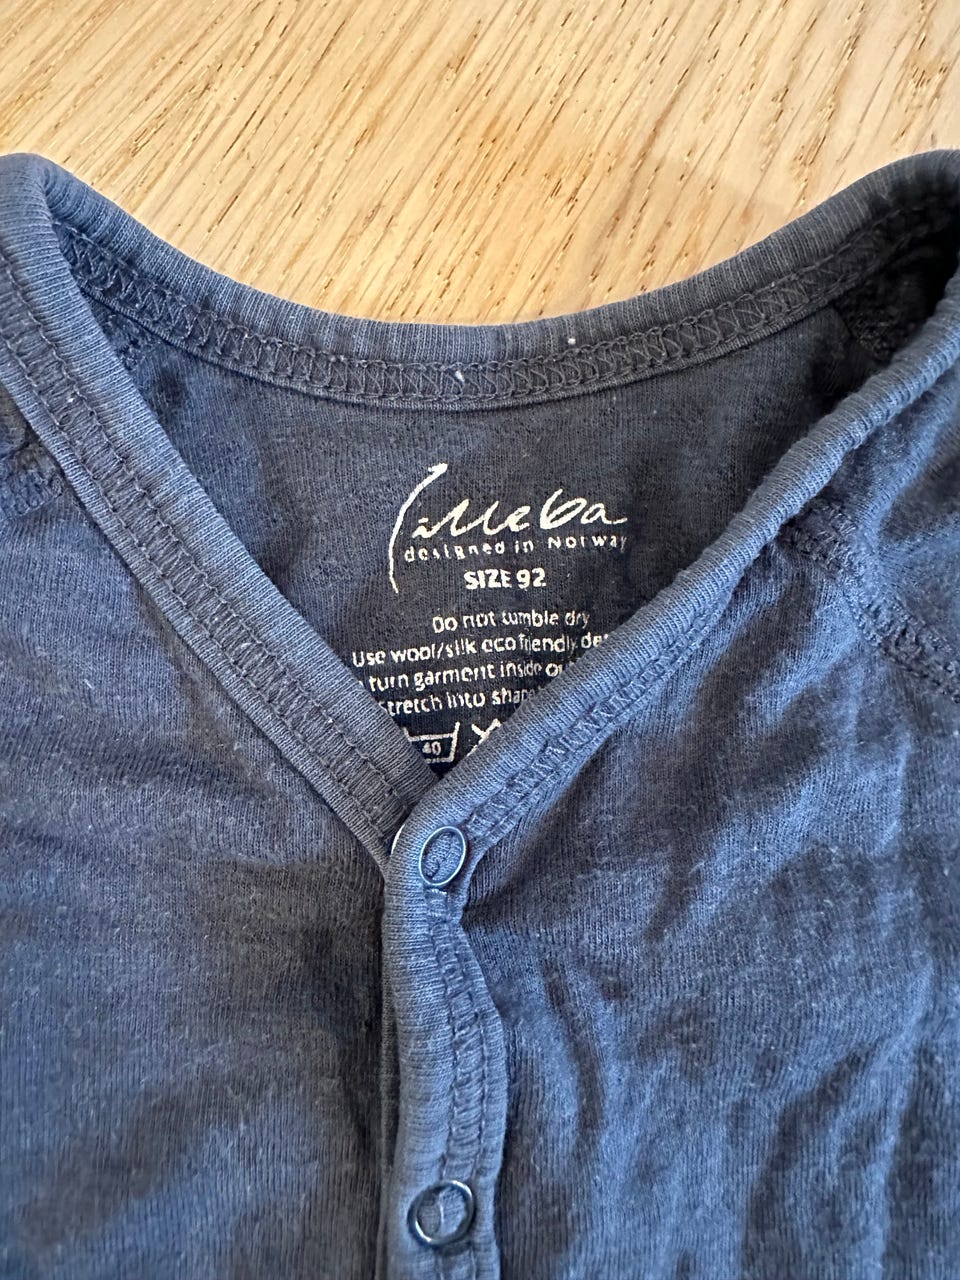 Lilleba
designed in Norway
SIZE 92
Do not tumble dry
Use wool/silk eco friendly
turn garment inside
stretch into
40